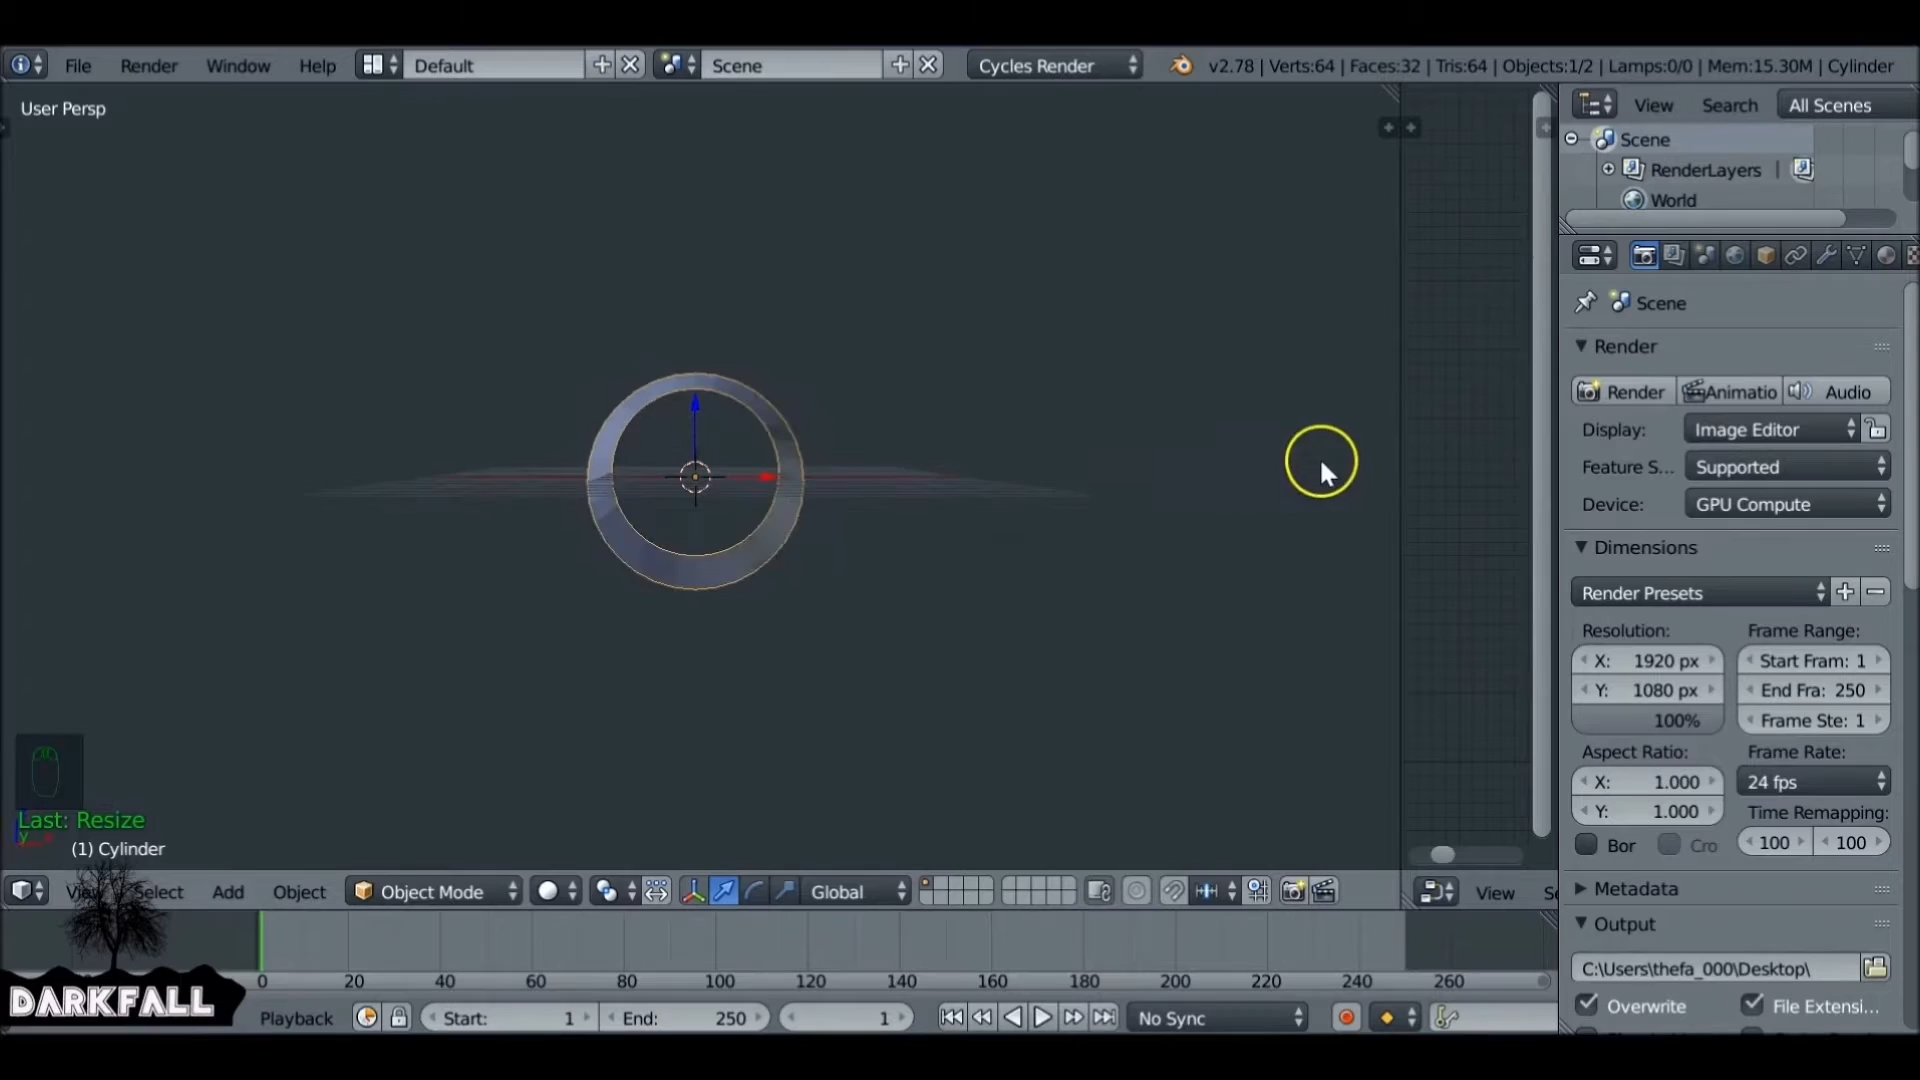 File Render Window Help Default Scene Cycles Render v2.78 | Verts:64 | Faces:32 | Tris:64 | Objects:1/2 | Lamps:0/0 | Mem:15.30M | Cylinder
User Persp
View Search All Scenes
Scene
RenderLayers
World
Scene
Render
Render Animatio Audio
Display: Image Editor
Feature S... Supported
Device: GPU Compute
Dimensions
Render Presets
Resolution: Frame Range:
X: 1920 px Start Fram: 1
Y: 1080 px End Fra: 250
100% Frame Ste: 1
Aspect Ratio: Frame Rate:
X: 1.000 24 fps
Y: 1.000 Time Remapping:
Bor Cro 100 100
Metadata
Output
C:\Users\thefa_000\Desktop\
Overwrite File Extensi...
Last: Resize
(1) Cylinder
Select Add Object Object Mode Global View Se
0 20 40 60 80 100 120 140 160 180 200 220 240 260
Playback Start: 1 End: 250 1 No Sync
DARKFALL